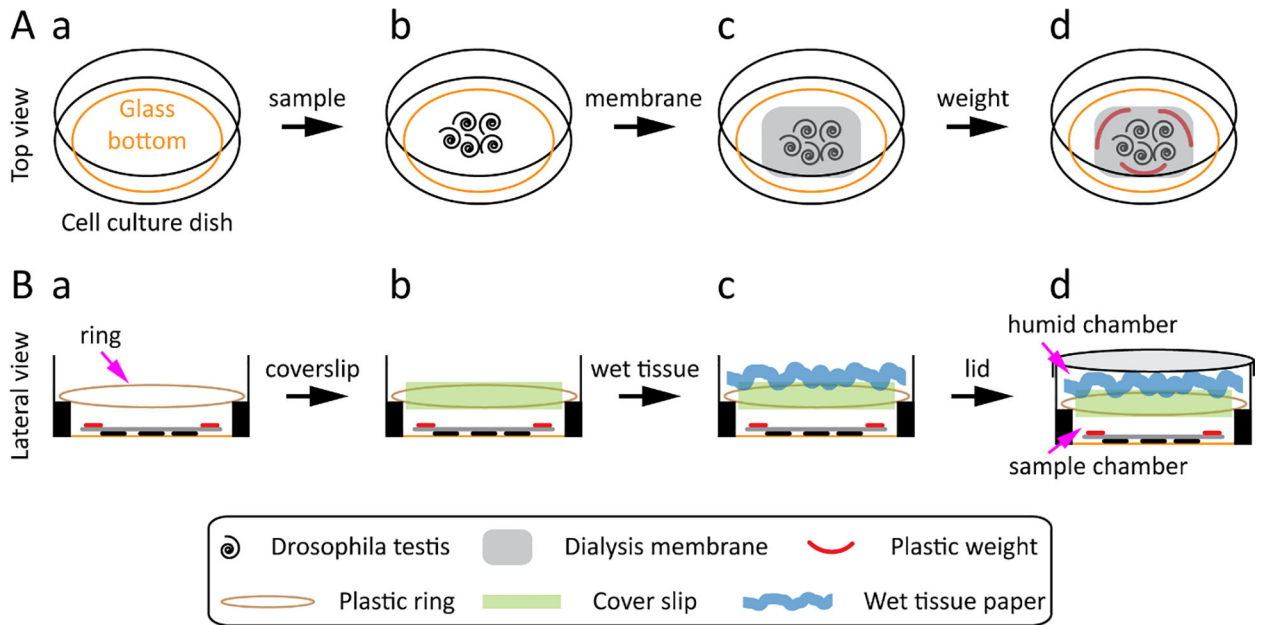 A a b c d
Top view
Glass
bottom
sample
membrane
weight
Cell culture dish
B a b c d
Lateral view
ring
coverslip
wet tissue
lid
humid chamber
sample chamber
Drosophila testis
Dialysis membrane
Plastic weight
Plastic ring
Cover slip
Wet tissue paper